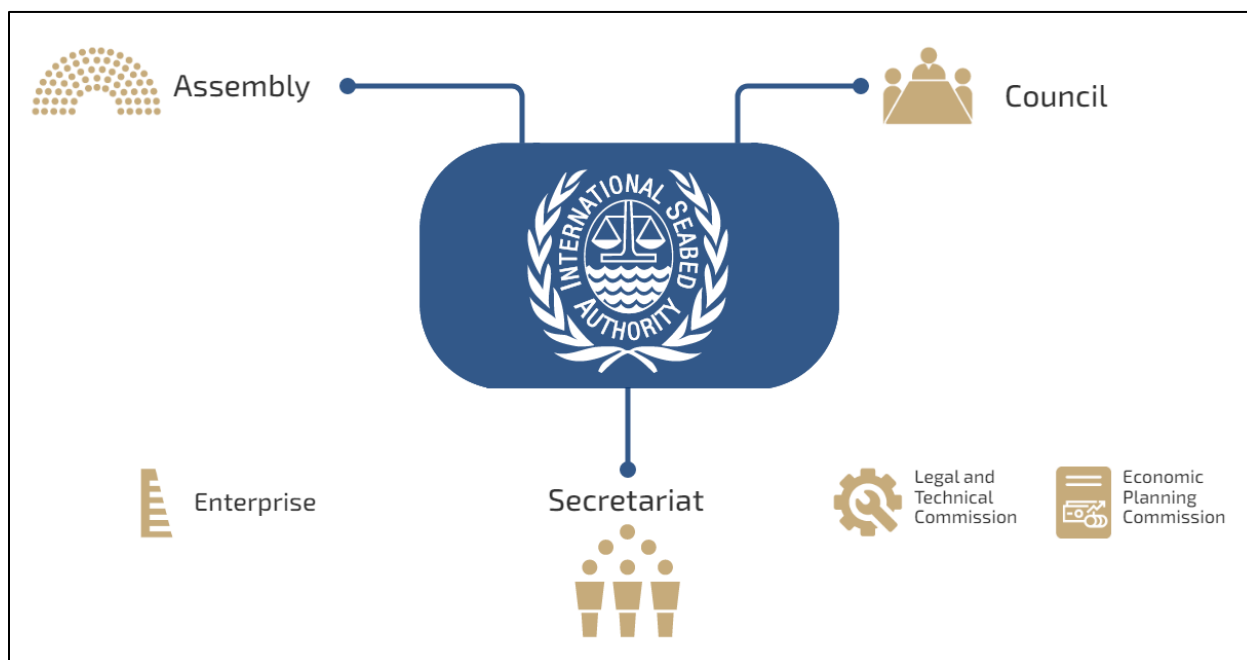 Assembly
Council
INTERNATIONAL SEABED
AUTHORITY
Enterprise
Secretariat
Legal and
Technical
Commission
Economic
Planning
Commission